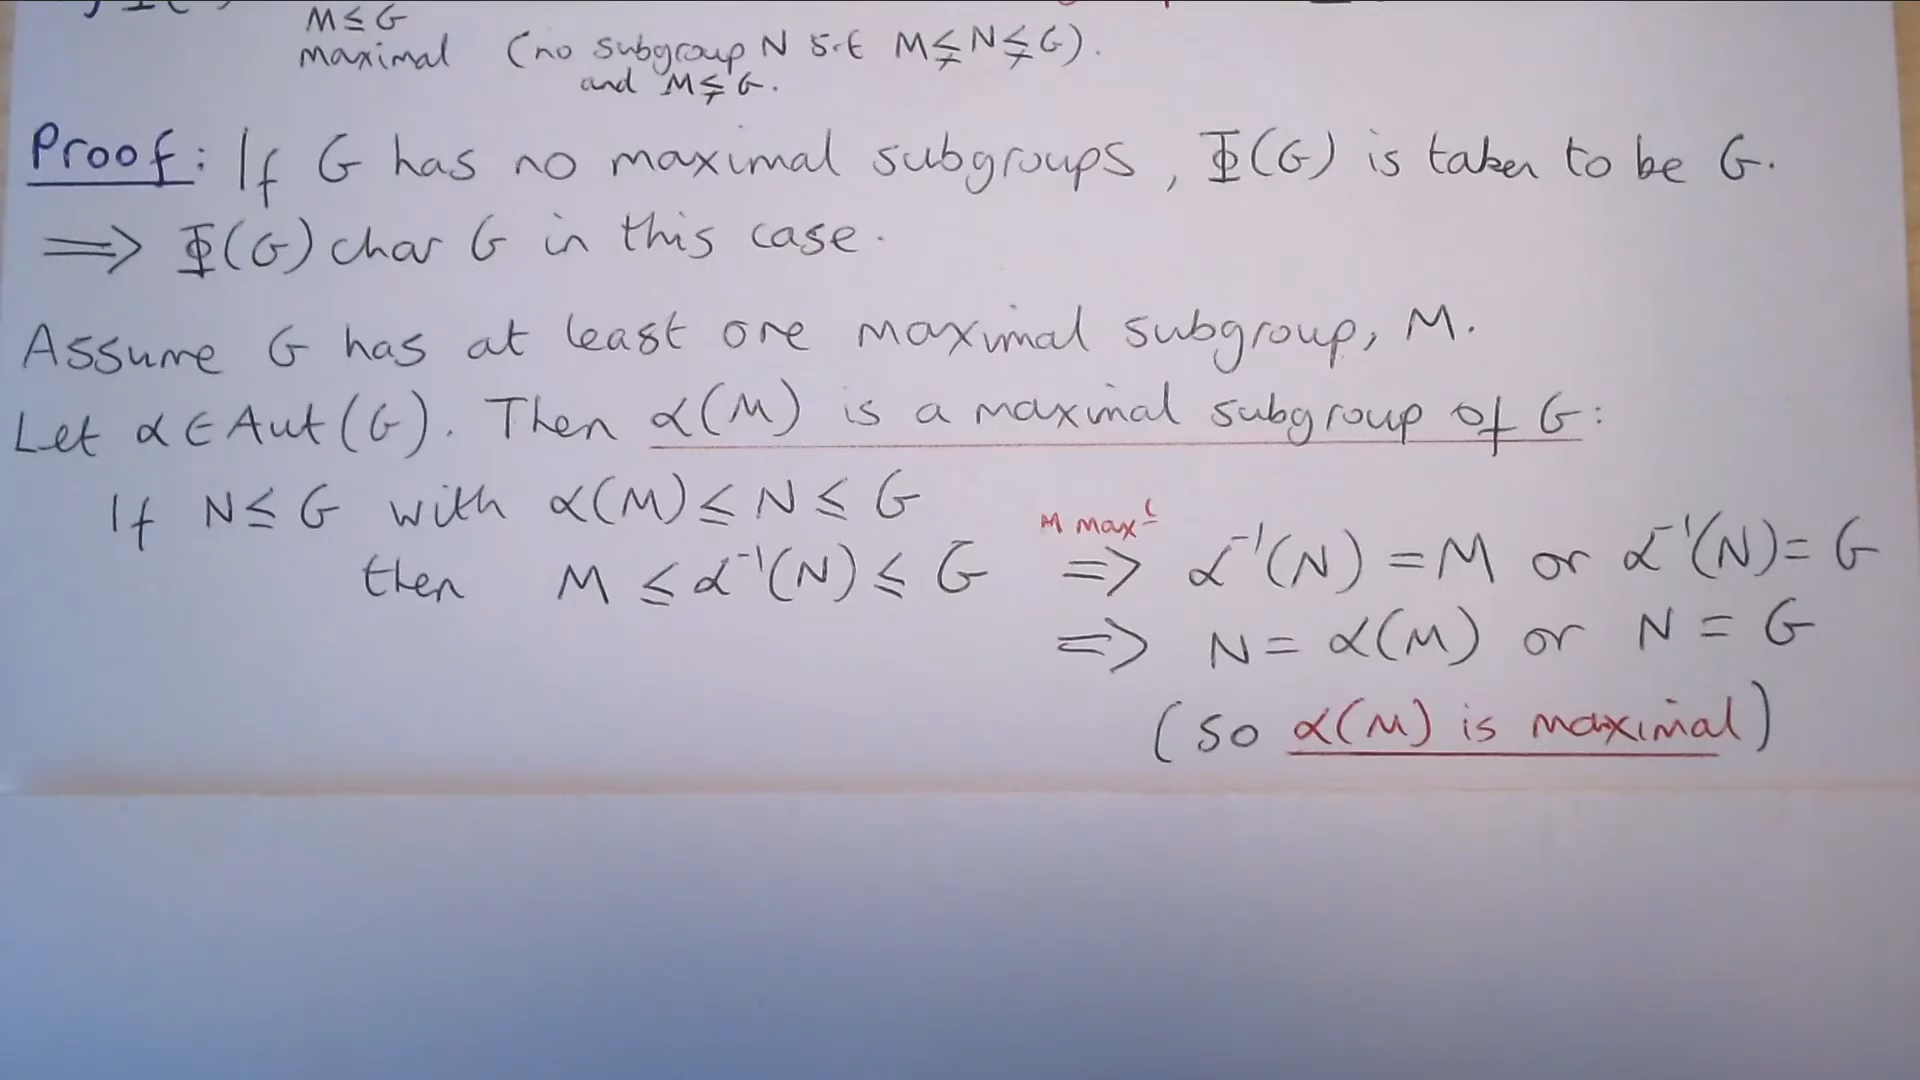 M ≤ G
maximal (no subgroup N s.t M ≨ N ≨ G).
and M ≨ G.
Proof: If G has no maximal subgroups, Φ(G) is taken to be G.
⟹ Φ(G) char G in this case.
Assume G has at least one maximal subgroup, M.
Let α ∈ Aut(G). Then α(M) is a maximal subgroup of G:
If N ≤ G with α(M) ≤ N ≤ G
then M ≤ α⁻¹(N) ≤ G M maxˡ => α⁻¹(N) = M or α⁻¹(N) = G
=> N = α(M) or N = G
(so α(M) is maximal)